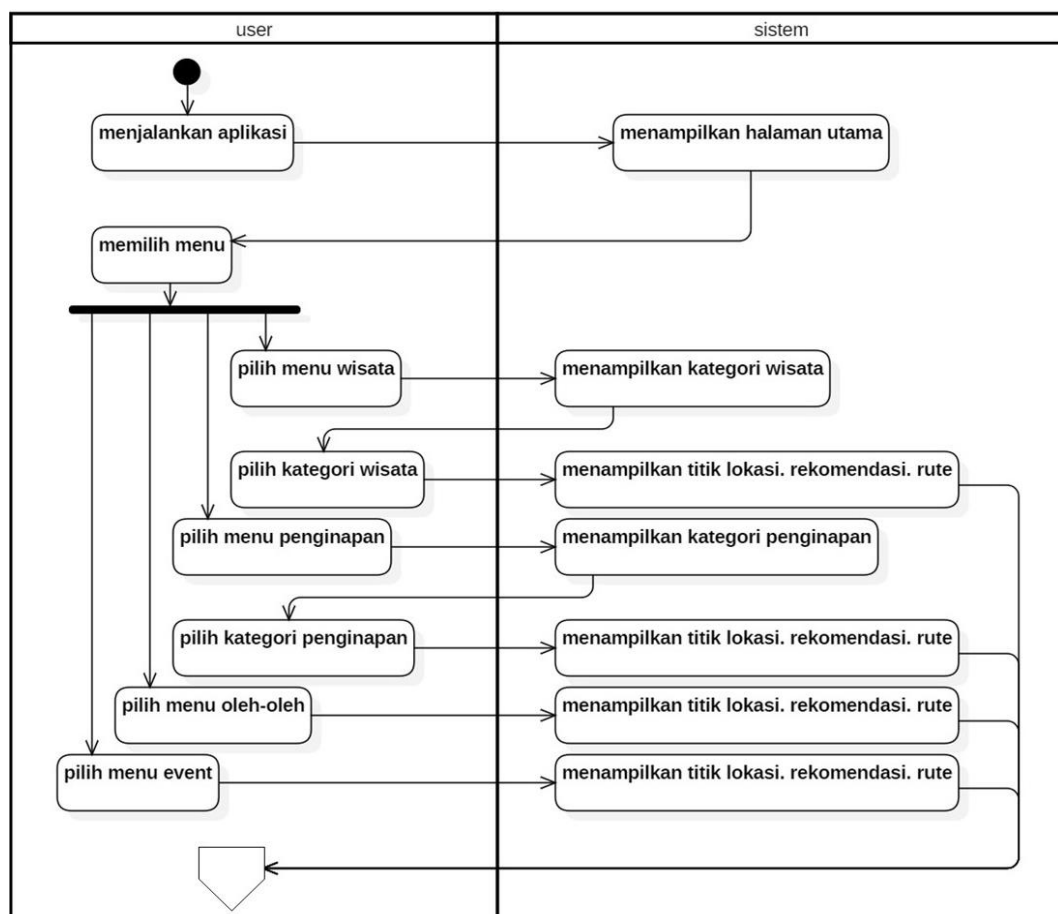 user
sistem
menjalankan aplikasi
menampilkan halaman utama
memilih menu
pilih menu wisata
menampilkan kategori wisata
pilih kategori wisata
menampilkan titik lokasi. rekomendasi. rute
pilih menu penginapan
menampilkan kategori penginapan
pilih kategori penginapan
menampilkan titik lokasi. rekomendasi. rute
pilih menu oleh-oleh
menampilkan titik lokasi. rekomendasi. rute
pilih menu event
menampilkan titik lokasi. rekomendasi. rute